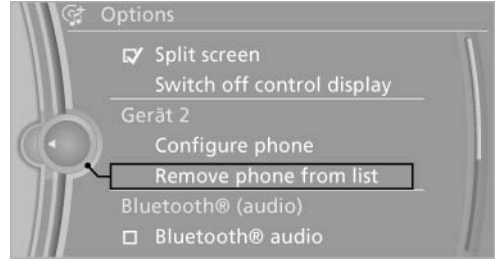 Options
Split screen
Switch off control display
Gerät 2
Configure phone
Remove phone from list
Bluetooth® (audio)
Bluetooth® audio